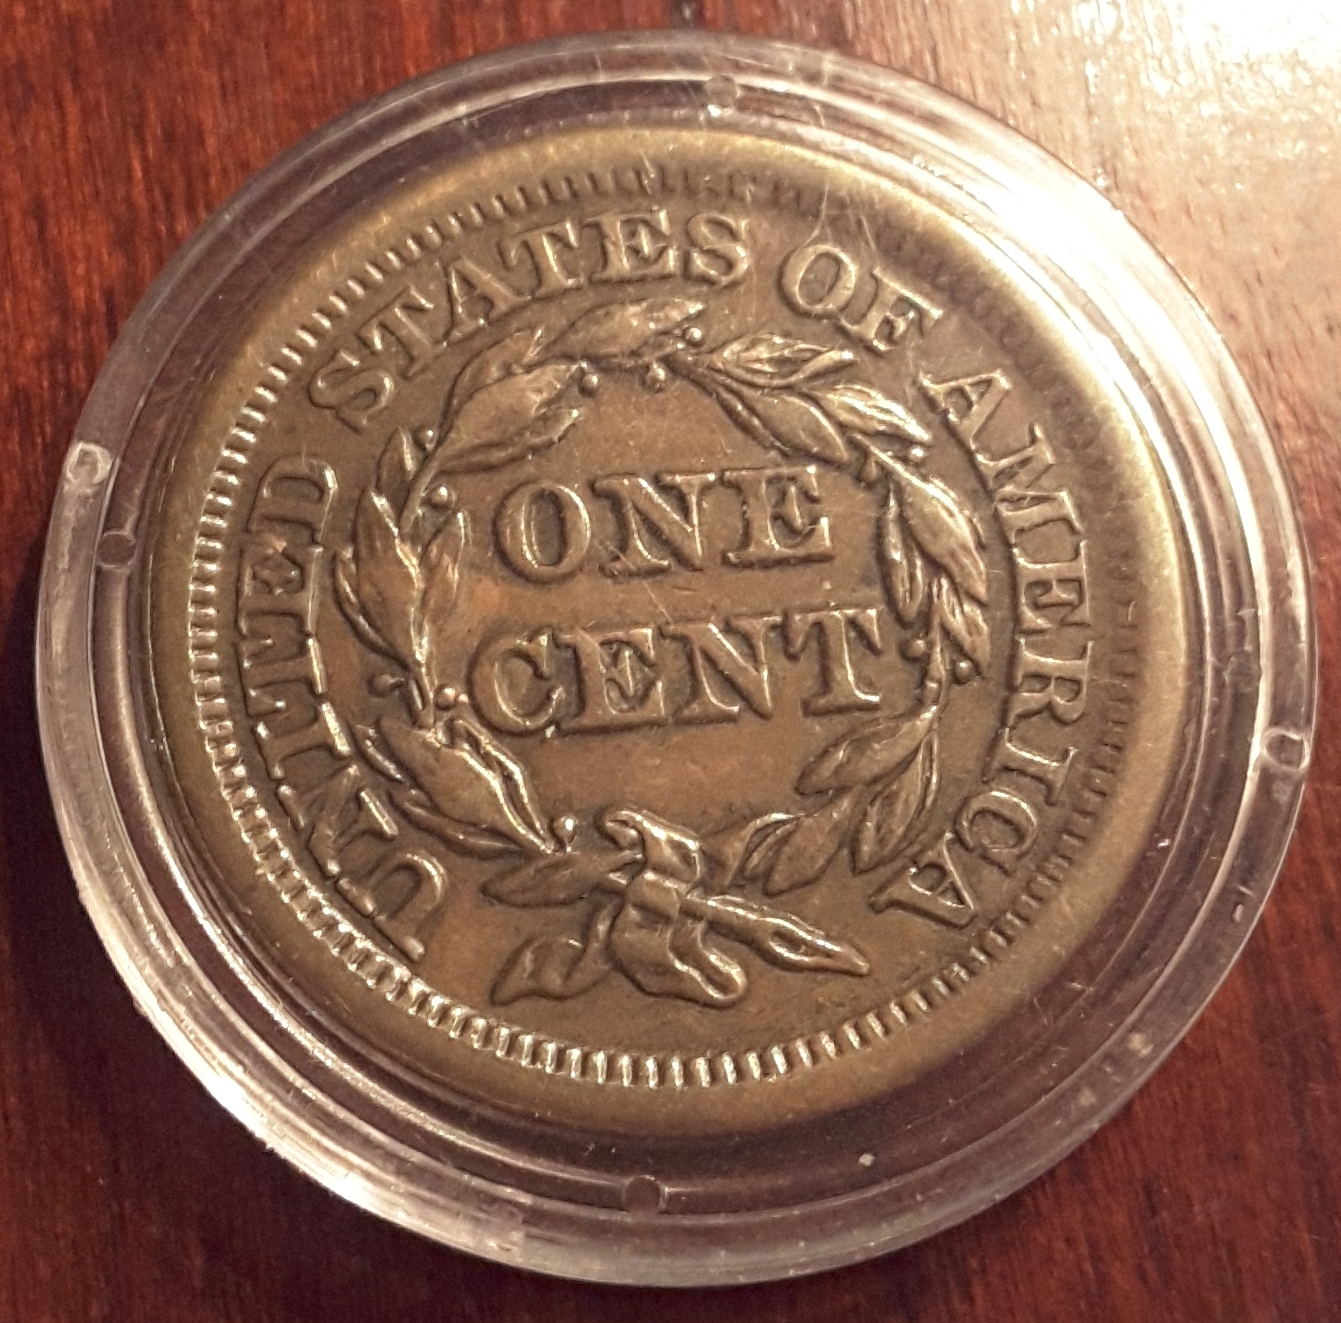 UNITED STATES OF AMERICA
ONE
CENT